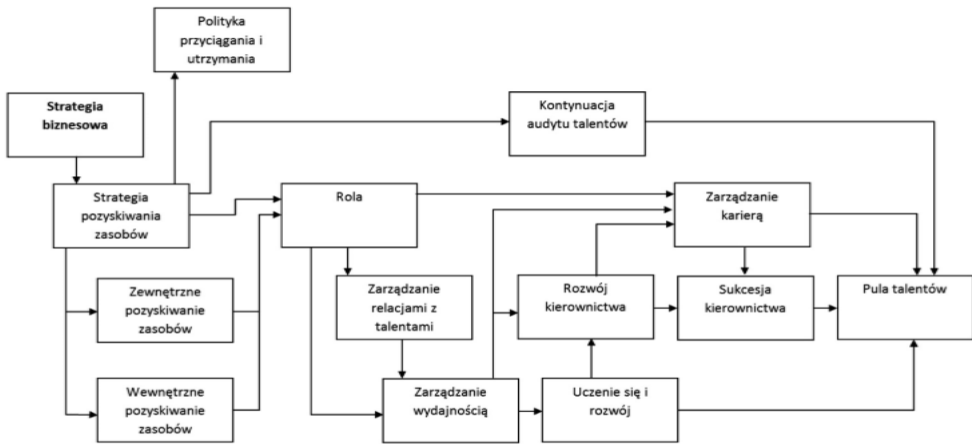 Polityka
przyciągania i
utrzymania
Strategia
biznesowa
Kontynuacja
audytu talentów
Strategia
pozyskiwania
zasobów
Rola
Zarządzanie
karierą
Zewnętrzne
pozyskiwanie
zasobów
Zarządzanie
relacjami z
talentami
Rozwój
kierownictwa
Sukcesja
kierownictwa
Pula talentów
Wewnętrzne
pozyskiwanie
zasobów
Zarządzanie
wydajnością
Uczenie się i
rozwój